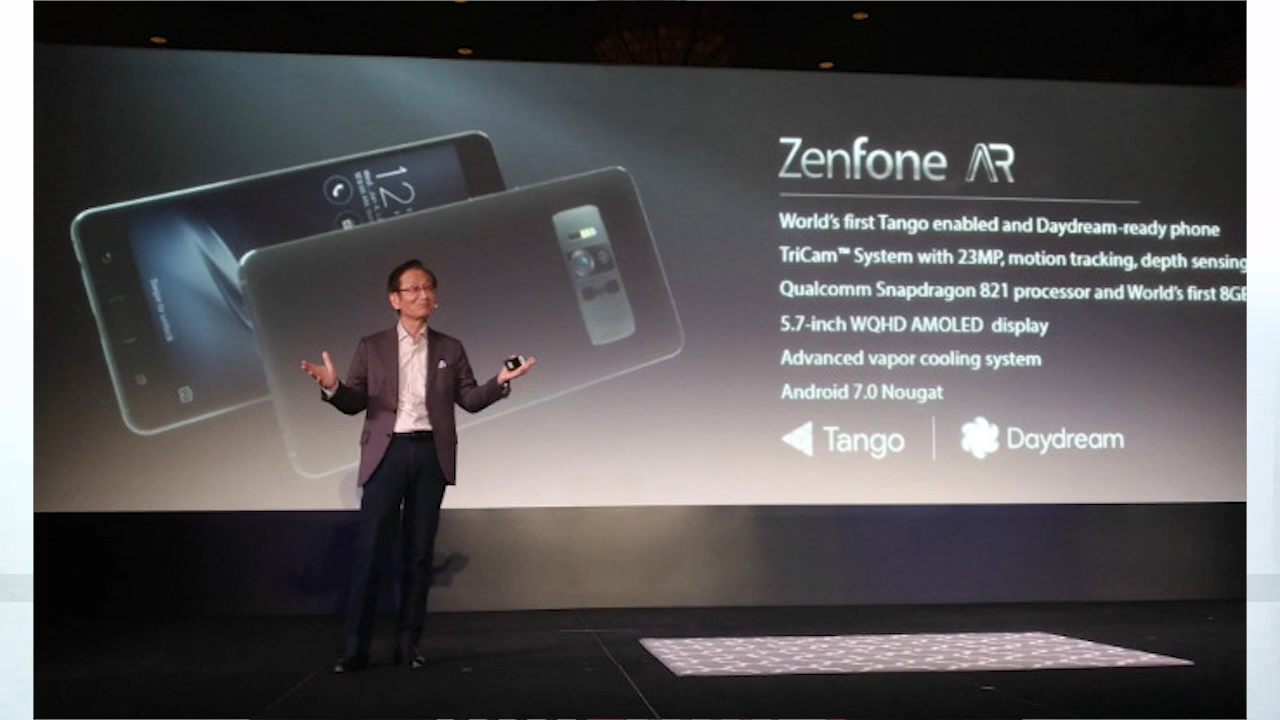 Zenfone AR
World's first Tango enabled and Daydream-ready phone
TriCam™ System with 23MP, motion tracking, depth sensing
Qualcomm Snapdragon 821 processor and World's first 8GB
5.7-inch WQHD AMOLED display
Advanced vapor cooling system
Android 7.0 Nougat
Tango | Daydream
12